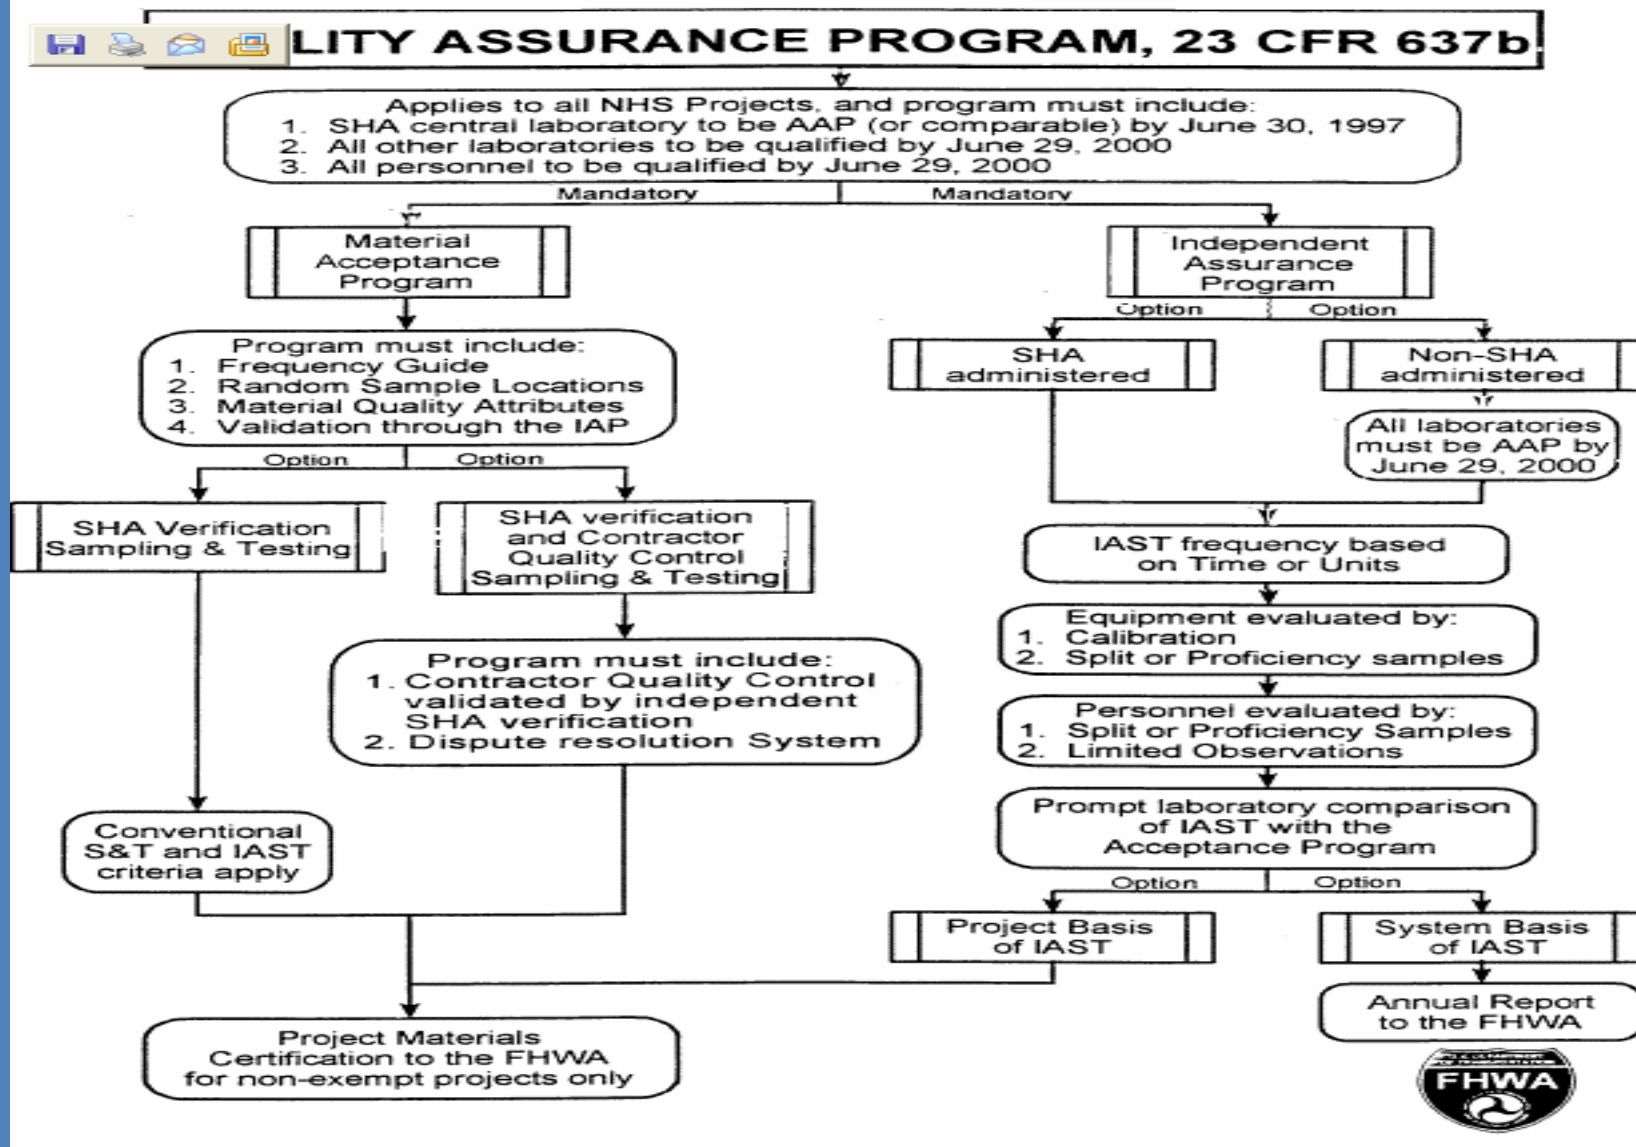 LITY ASSURANCE PROGRAM, 23 CFR 637b
Applies to all NHS Projects, and program must include:
1. SHA central laboratory to be AAP (or comparable) by June 30, 1997
2. All other laboratories to be qualified by June 29, 2000
3. All personnel to be qualified by June 29, 2000
Mandatory
Mandatory
Material
Acceptance
Program
Program must include:
1. Frequency Guide
2. Random Sample Locations
3. Material Quality Attributes
4. Validation through the IAP
Option
Option
SHA Verification
Sampling & Testing
SHA verification
and Contractor
Quality Control
Sampling & Testing
Program must include:
1. Contractor Quality Control
validated by independent
SHA verification
2. Dispute resolution System
Conventional
S&T and IAST
criteria apply
Independent
Assurance
Program
Option
Option
SHA
administered
Non-SHA
administered
All laboratories
must be AAP by
June 29, 2000
IAST frequency based
on Time or Units
Equipment evaluated by:
1. Calibration
2. Split or Proficiency samples
Personnel evaluated by:
1. Split or Proficiency Samples
2. Limited Observations
Prompt laboratory comparison
of IAST with the
Acceptance Program
Option
Option
Project Basis
of IAST
System Basis
of IAST
Annual Report
to the FHWA
Project Materials
Certification to the FHWA
for non-exempt projects only
FHWA